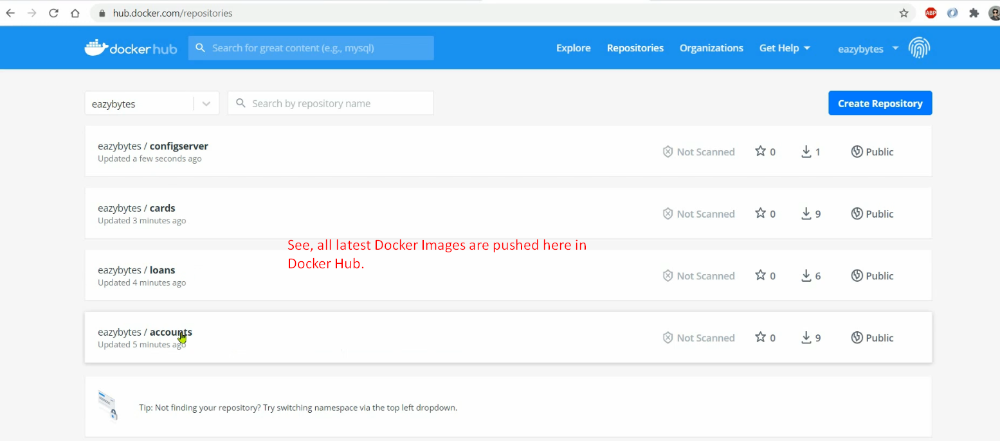 hub.docker.com/repositories
ABP
docker hub
Search for great content (e.g., mysql)
Explore
Repositories
Organizations
Get Help
eazybytes
eazybytes
Search by repository name
Create Repository
eazybytes / configserver
Updated a few seconds ago
Not Scanned
0
1
Public
eazybytes / cards
Updated 3 minutes ago
Not Scanned
0
9
Public
See, all latest Docker Images are pushed here in
Docker Hub.
eazybytes / loans
Updated 4 minutes ago
Not Scanned
0
6
Public
eazybytes / accounts
Updated 5 minutes ago
Not Scanned
0
9
Public
Tip: Not finding your repository? Try switching namespace via the top left dropdown.